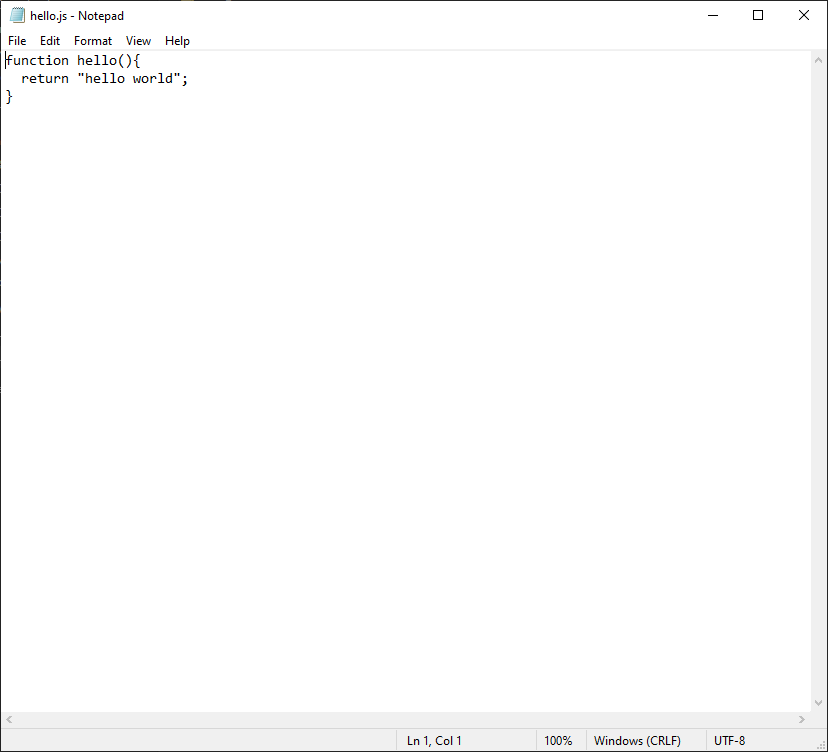 hello.js - Notepad
File Edit Format View Help
function hello(){
  return "hello world";
}
Ln 1, Col 1 100% Windows (CRLF) UTF-8